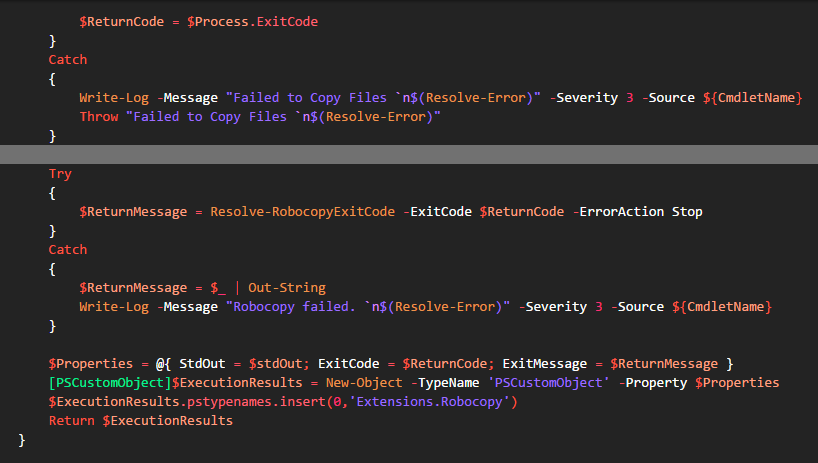 $ReturnCode = $Process.ExitCode
}
Catch
{
Write-Log -Message "Failed to Copy Files `n$(Resolve-Error)" -Severity 3 -Source ${CmdletName}
Throw "Failed to Copy Files `n$(Resolve-Error)"
}
Try
{
$ReturnMessage = Resolve-RobocopyExitCode -ExitCode $ReturnCode -ErrorAction Stop
}
Catch
{
$ReturnMessage = $_ | Out-String
Write-Log -Message "Robocopy failed. `n$(Resolve-Error)" -Severity 3 -Source ${CmdletName}
}
$Properties = @{ StdOut = $stdOut; ExitCode = $ReturnCode; ExitMessage = $ReturnMessage }
[PSCustomObject]$ExecutionResults = New-Object -TypeName 'PSCustomObject' -Property $Properties
$ExecutionResults.pstypenames.insert(0,'Extensions.Robocopy')
Return $ExecutionResults
}